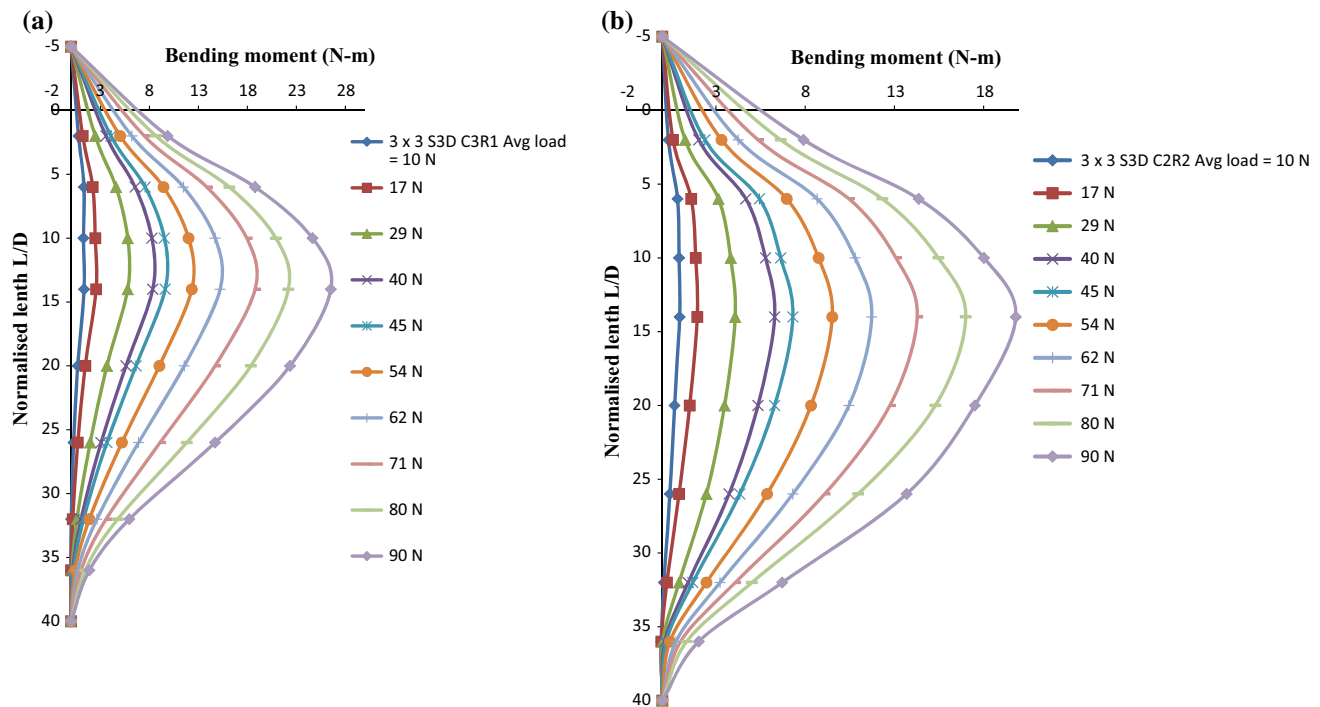 (a)
Bending moment (N-m)
-5
-2 3 8 13 18 23 28
0
5
10
15
20
25
30
35
40
Normalised lenth L/D
3 x 3 S3D C3R1 Avg load
= 10 N
17 N
29 N
40 N
45 N
54 N
62 N
71 N
80 N
90 N
(b)
Bending moment (N-m)
-5
-2 3 8 13 18
0
5
10
15
20
25
30
35
40
Normalised lenth L/D
3 x 3 S3D C2R2 Avg load = 10 N
17 N
29 N
40 N
45 N
54 N
62 N
71 N
80 N
90 N